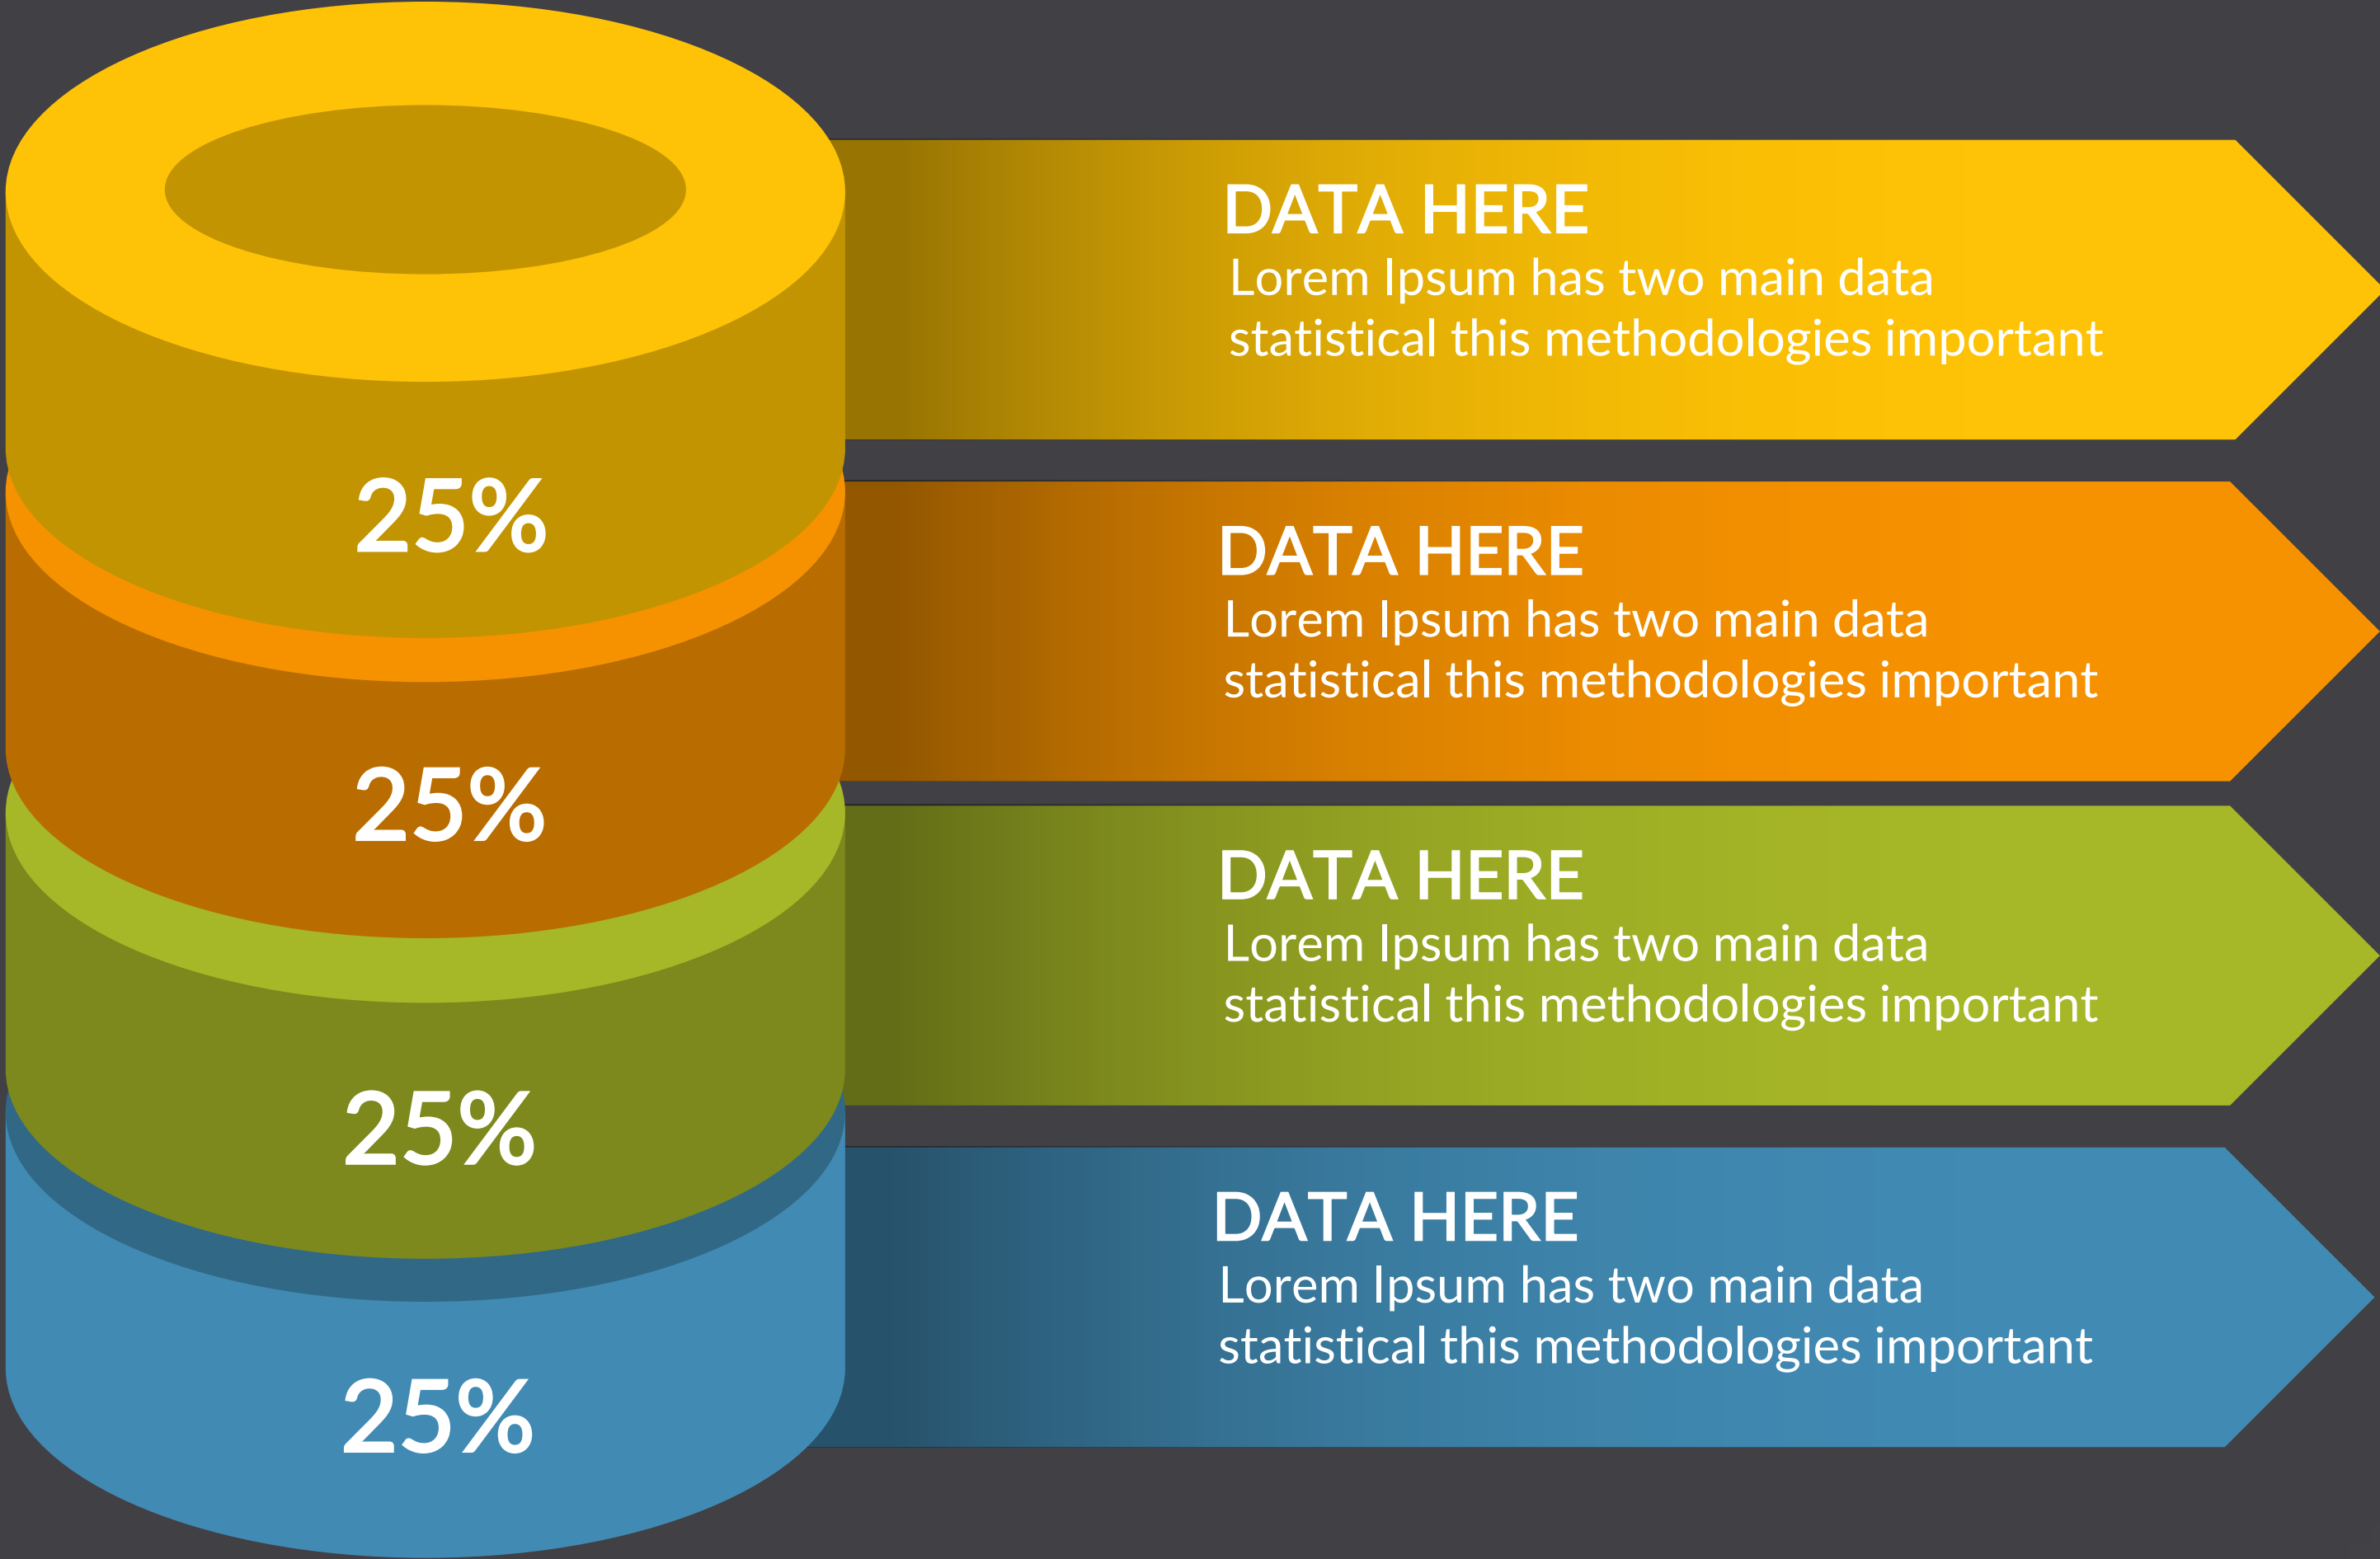 DATA HERE
Lorem Ipsum has two main data
statistical this methodologies important
25%
DATA HERE
Lorem Ipsum has two main data
statistical this methodologies important
25%
DATA HERE
Lorem Ipsum has two main data
statistical this methodologies important
25%
DATA HERE
Lorem Ipsum has two main data
statistical this methodologies important
25%